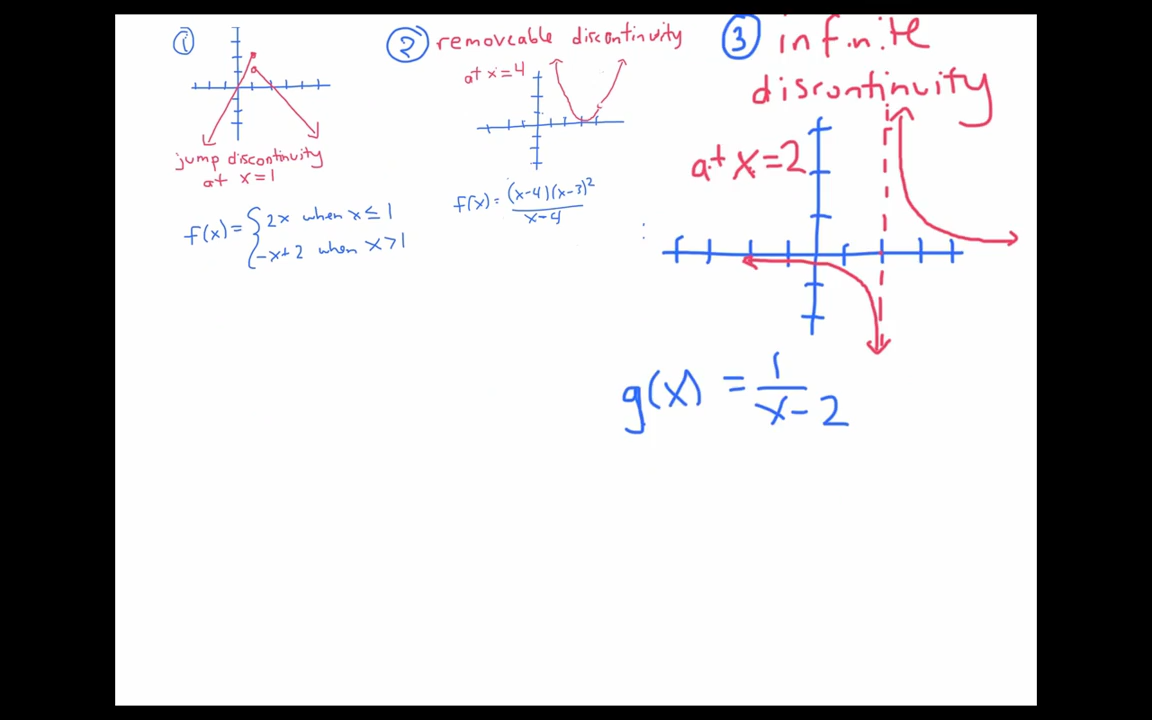 ①
jump discontinuity
at x=1
f(x) = { 2x when x ≤ 1
-x+2 when x>1
② removeable discontinuity
at x=4
f(x) = (x-4)(x-3)² / x-4
③ infinite
discontinuity
at x=2
g(x) = 1 / x-2